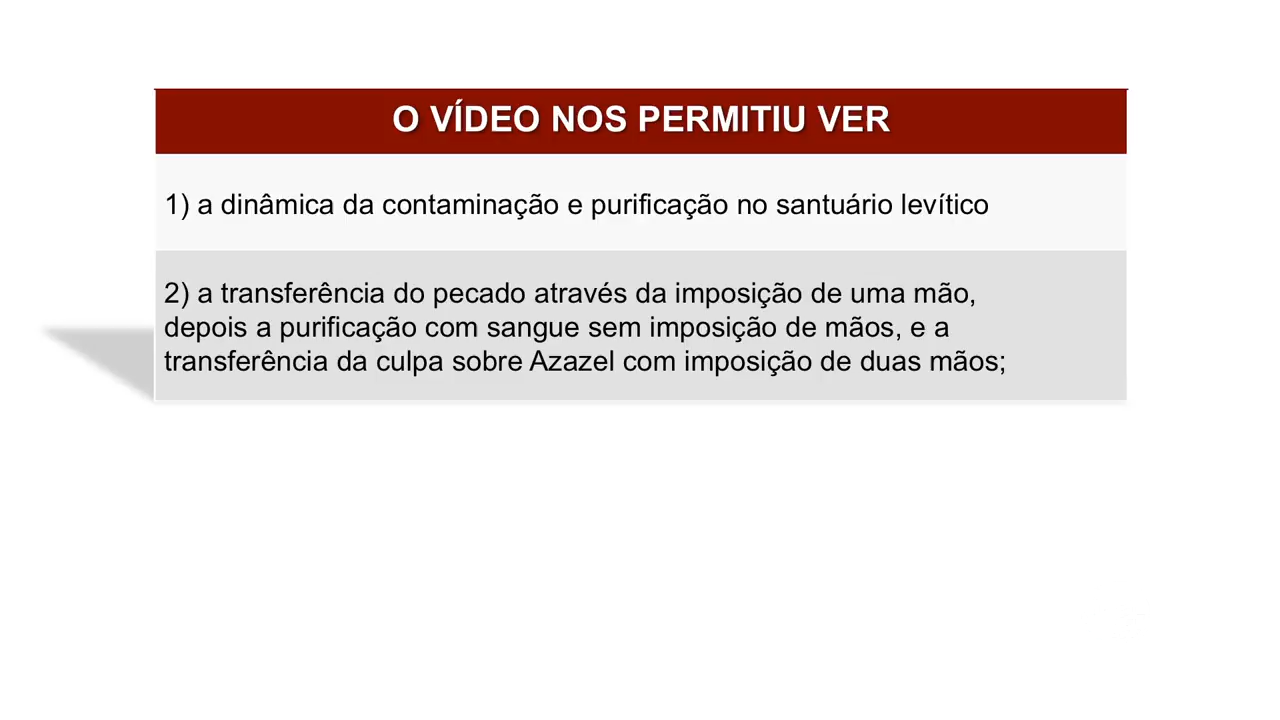 O VÍDEO NOS PERMITIU VER
1) a dinâmica da contaminação e purificação no santuário levítico
2) a transferência do pecado através da imposição de uma mão,
depois a purificação com sangue sem imposição de mãos, e a
transferência da culpa sobre Azazel com imposição de duas mãos;